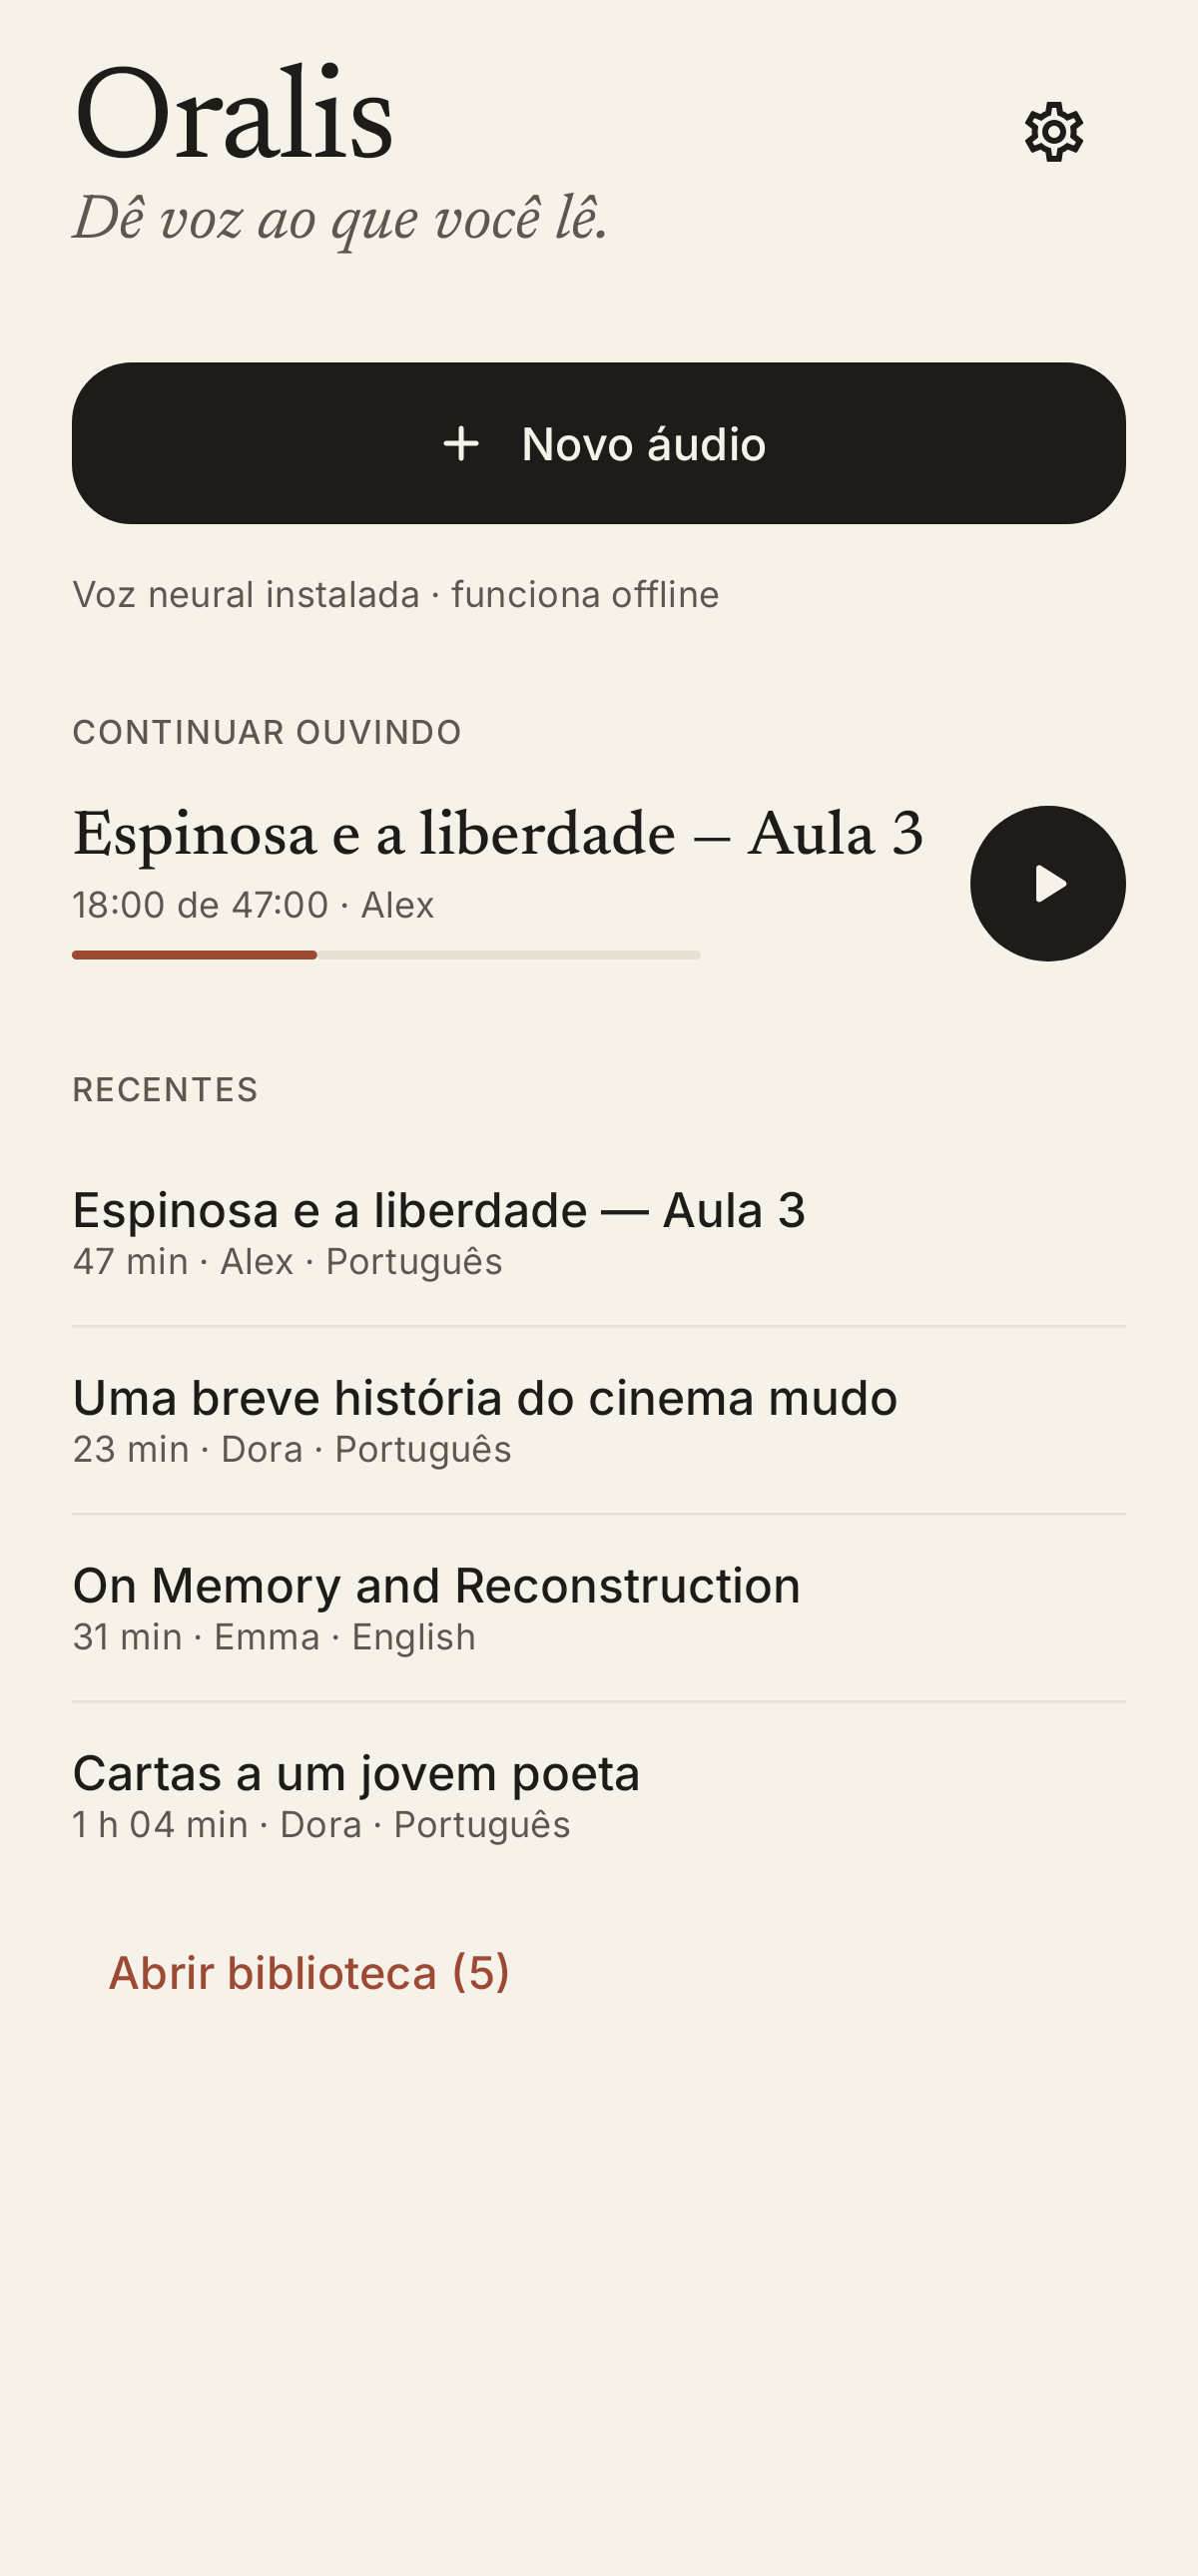 Oralis
Dê voz ao que você lê.
+ Novo áudio
Voz neural instalada · funciona offline
CONTINUAR OUVINDO
Espinosa e a liberdade — Aula 3
18:00 de 47:00 · Alex
RECENTES
Espinosa e a liberdade — Aula 3
47 min · Alex · Português
Uma breve história do cinema mudo
23 min · Dora · Português
On Memory and Reconstruction
31 min · Emma · English
Cartas a um jovem poeta
1 h 04 min · Dora · Português
Abrir biblioteca (5)